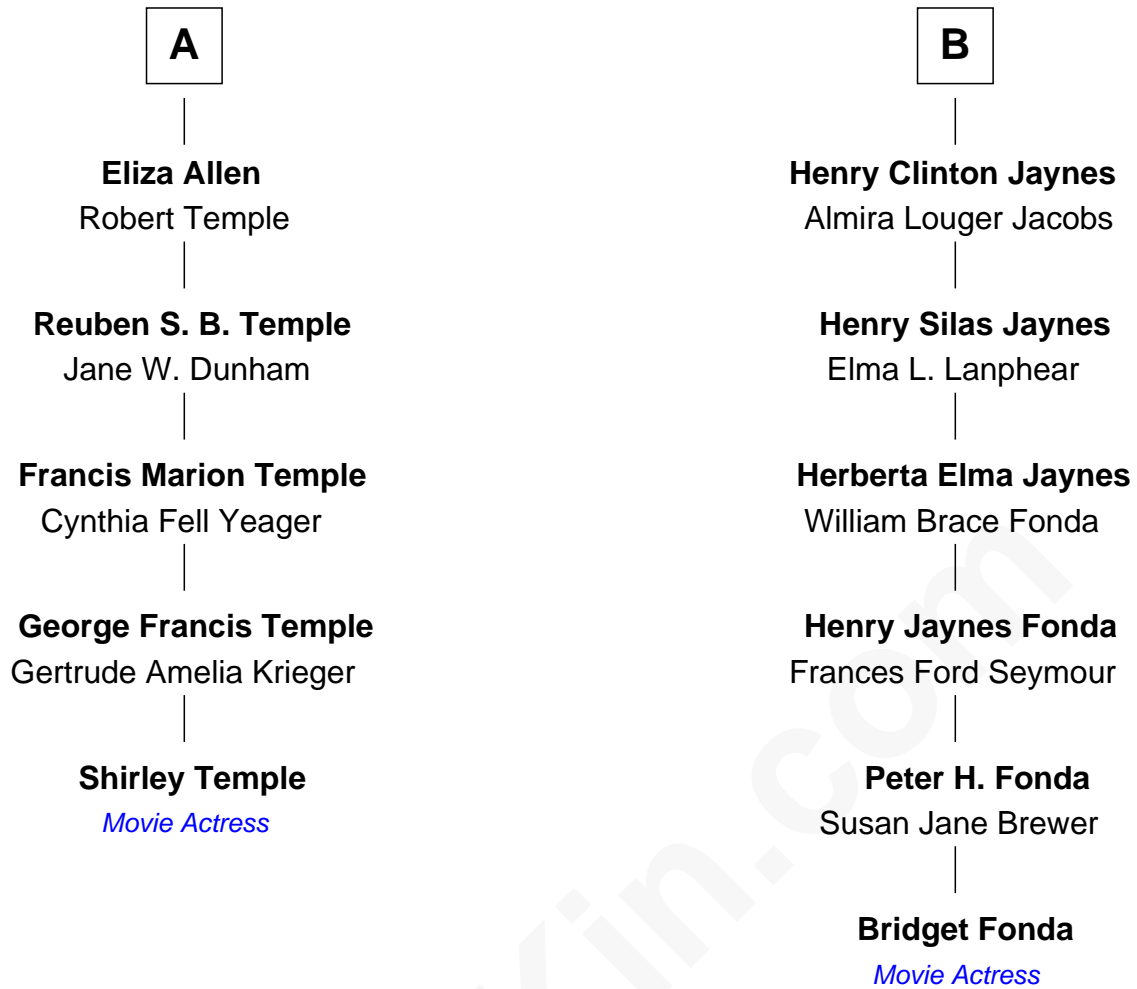 A
Eliza Allen
Robert Temple
Reuben S. B. Temple
Jane W. Dunham
Francis Marion Temple
Cynthia Fell Yeager
George Francis Temple
Gertrude Amelia Krieger
Shirley Temple
Movie Actress
B
Henry Clinton Jaynes
Almira Louger Jacobs
Henry Silas Jaynes
Elma L. Lanphear
Herberta Elma Jaynes
William Brace Fonda
Henry Jaynes Fonda
Frances Ford Seymour
Peter H. Fonda
Susan Jane Brewer
Bridget Fonda
Movie Actress
Kin.com